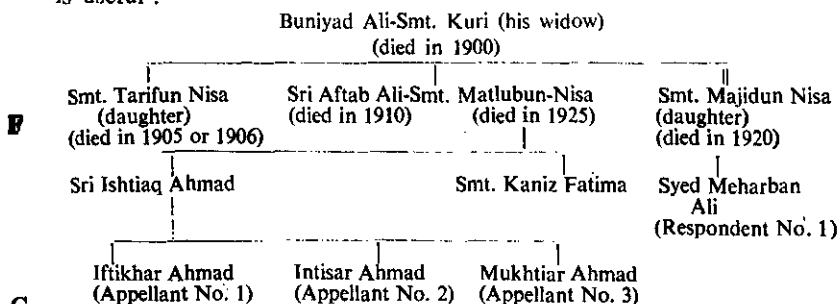 is useful :
Buniyad Ali-Smt. Kuri (his widow)
(died in 1900)
Smt. Tarifun Nisa Sri Aftab Ali-Smt. Matlubun-Nisa Smt. Majidun Nisa
(daughter) (died in 1910) (died in 1925) (daughter)
F
(died in 1905 or 1906) (died in 1920)
Sri Ishtiaq Ahmad Smt. Kaniz Fatima Syed Meharban
Ali
(Respondent No. 1)
Iftikhar Ahmad Intisar Ahmad Mukhtiar Ahmad
(Appellant No. 1) (Appellant No. 2) (Appellant No. 3)